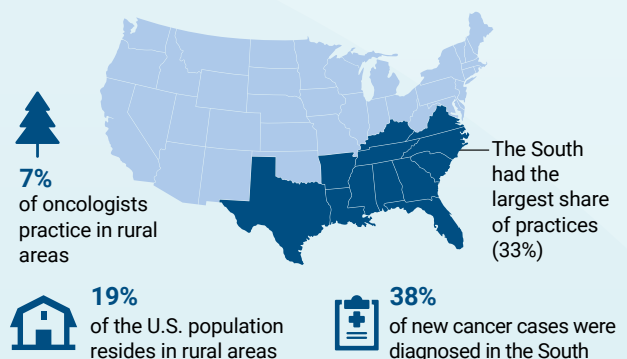 7%
of oncologists
practice in rural
areas
The South
had the
largest share
of practices
(33%)
19%
of the U.S. population
resides in rural areas
38%
of new cancer cases were
diagnosed in the South